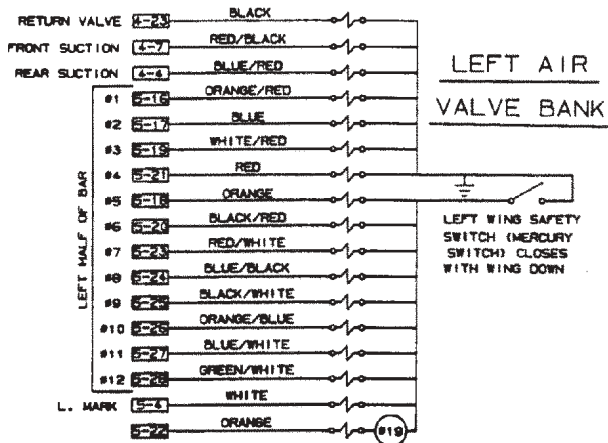 RETURN VALVE 4-23 BLACK
FRONT SUCTION 4-7 RED/BLACK
REAR SUCTION 4-4 BLUE/RED
LEFT AIR
VALVE BANK
LEFT HALF OF BAR
#1 5-16 ORANGE/RED
#2 5-17 BLUE
#3 5-19 WHITE/RED
#4 5-21 RED
#5 5-18 ORANGE
#6 5-20 BLACK/RED
#7 5-23 RED/WHITE
#8 5-24 BLUE/BLACK
#9 5-25 BLACK/WHITE
#10 5-26 ORANGE/BLUE
#11 5-27 BLUE/WHITE
#12 5-28 GREEN/WHITE
L. MARK 5-4 WHITE
5-22 ORANGE #19
LEFT WING SAFETY
SWITCH (MERCURY
SWITCH) CLOSES
WITH WING DOWN